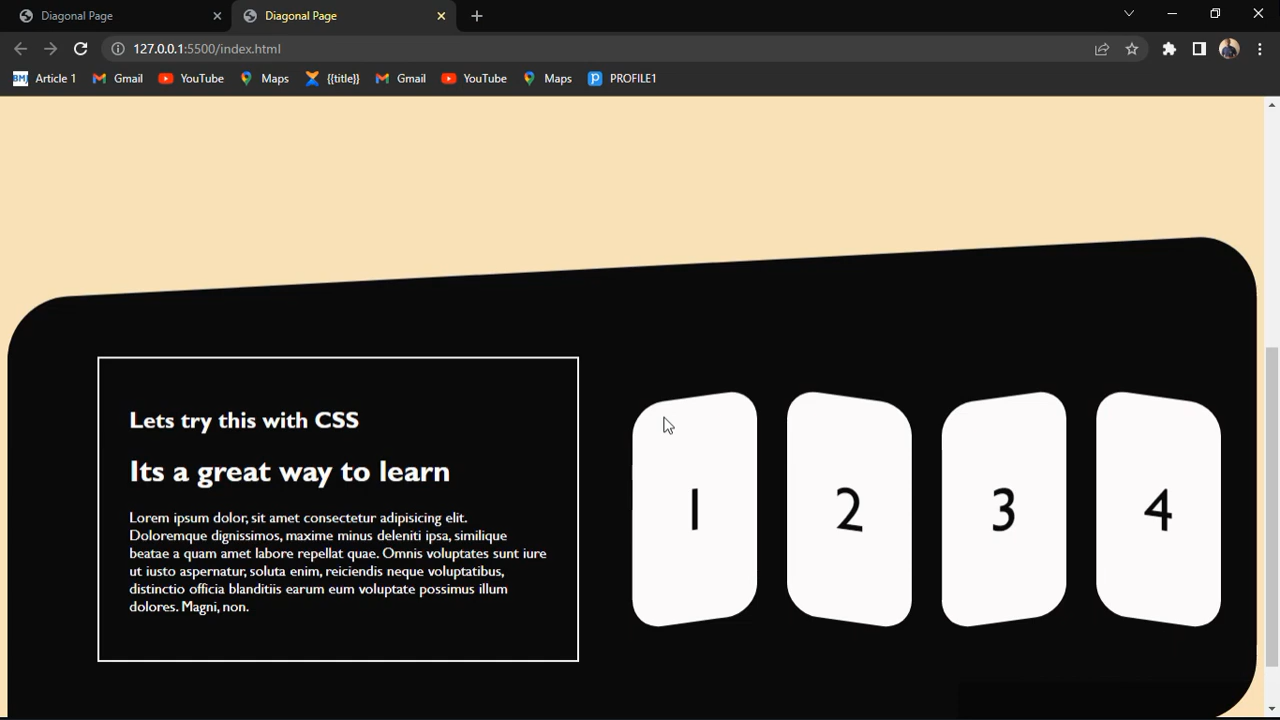 Diagonal Page
Diagonal Page
127.0.0.1:5500/index.html
BM Article 1
Gmail
YouTube
Maps
{{title}}
Gmail
YouTube
Maps
PROFILE1
Lets try this with CSS
Its a great way to learn
Lorem ipsum dolor, sit amet consectetur adipisicing elit.
Doloremque dignissimos, maxime minus deleniti ipsa, similique
beatae a quam amet labore repellat quae. Omnis voluptates sunt iure
ut iusto aspernatur, soluta enim, reiciendis neque voluptatibus,
distinctio officia blanditiis earum eum voluptate possimus illum
dolores. Magni, non.
1
2
3
4